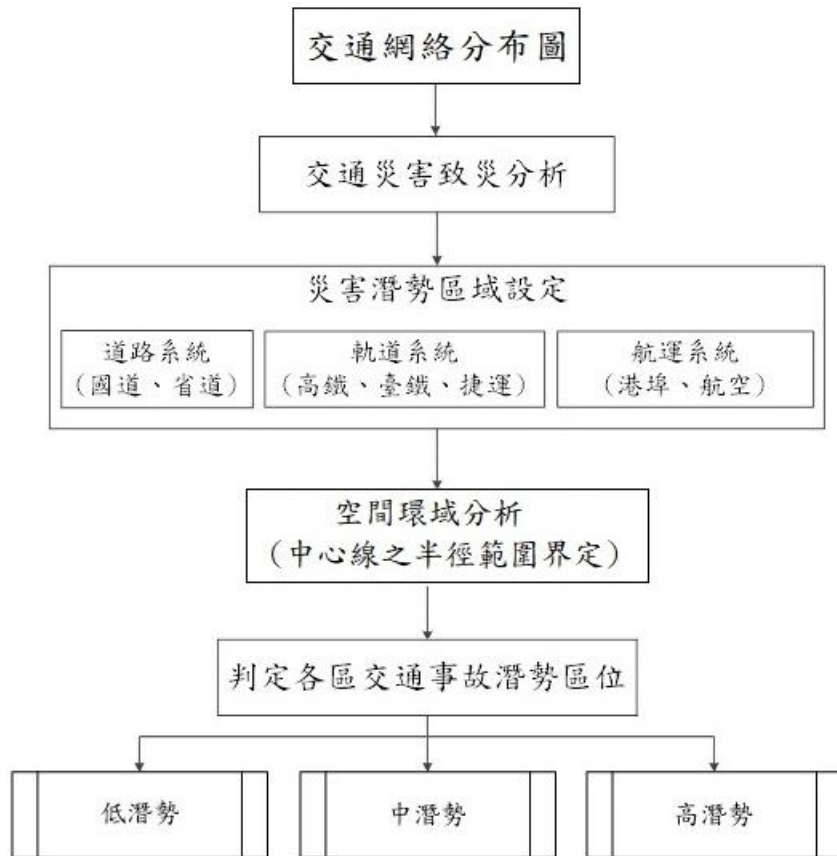 交通網絡分布圖
交通災害致災分析
災害潛勢區域設定
道路系統
(國道、省道)
軌道系統
(高鐵、臺鐵、捷運)
航運系統
(港埠、航空)
空間環域分析
(中心線之半徑範圍界定)
判定各區交通事故潛勢區位
低潛勢
中潛勢
高潛勢